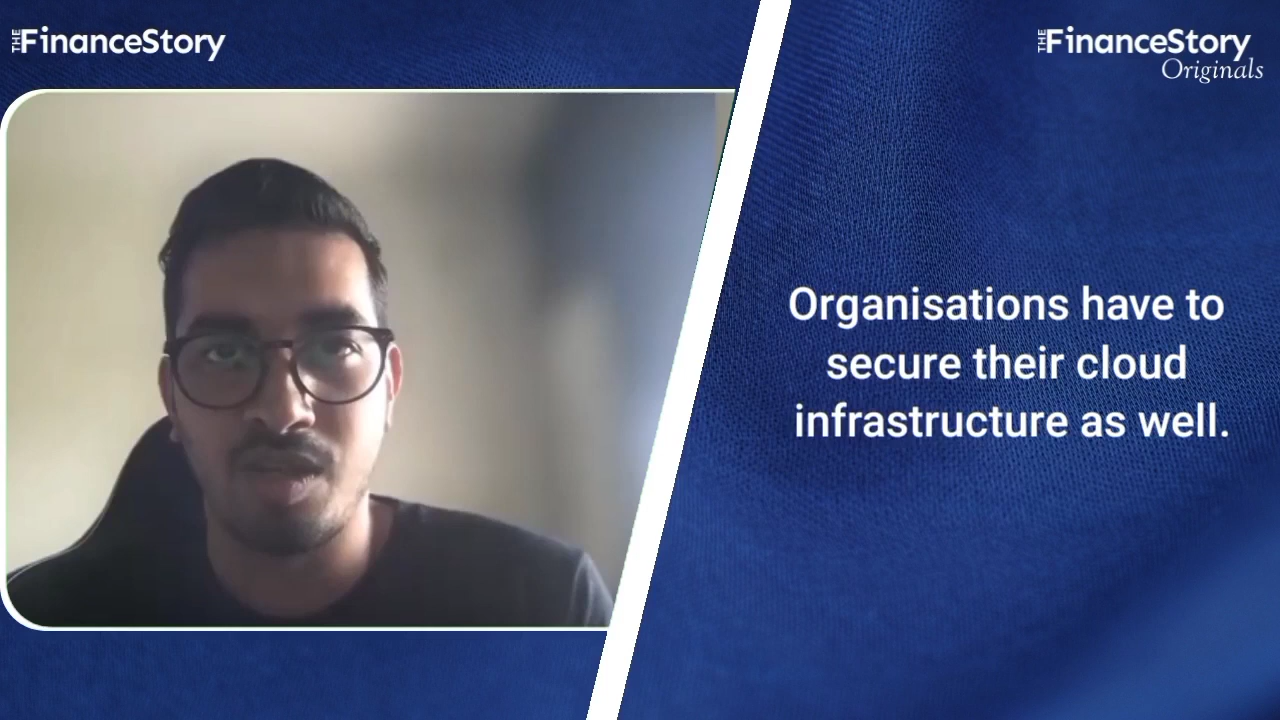 THE FinanceStory
THE FinanceStory
Originals
Organisations have to
secure their cloud
infrastructure as well.